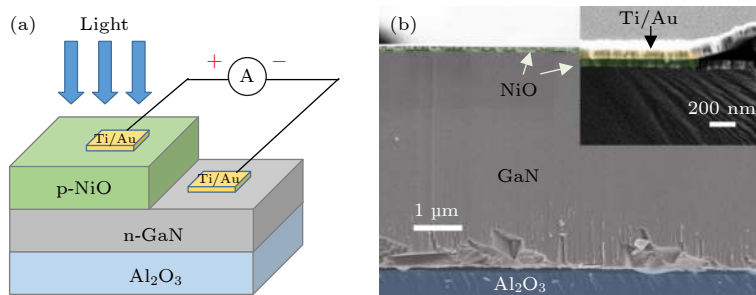 (a)
Light
+ A −
Ti/Au
Ti/Au
p-NiO
n-GaN
Al₂O₃
(b)
Ti/Au
NiO
200 nm
GaN
1 µm
Al₂O₃